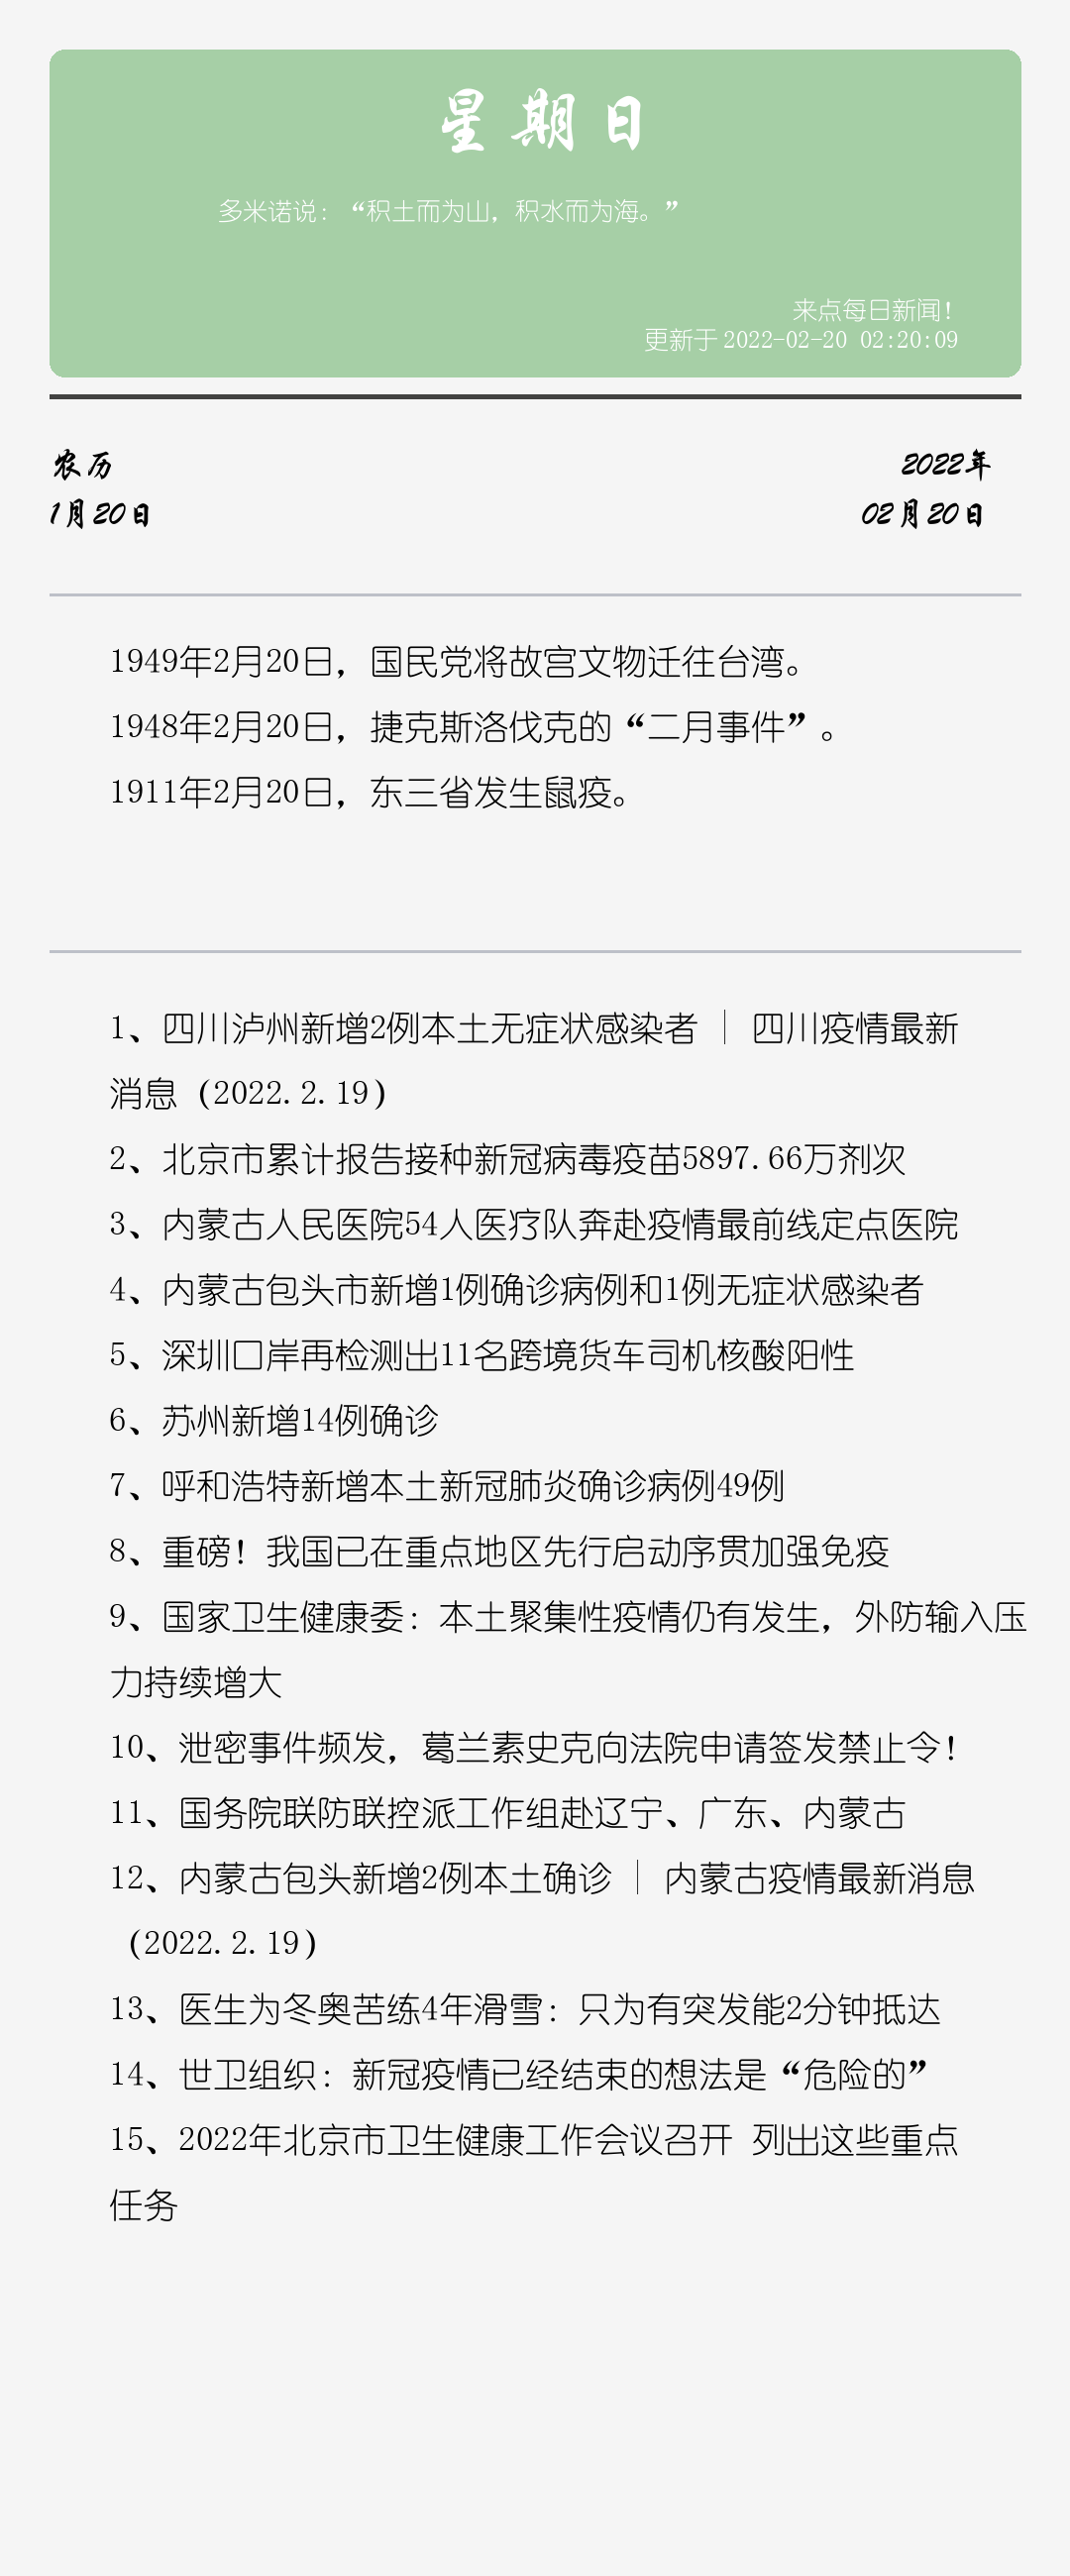 星期日
多米诺说：“积土而为山，积水而为海。”
来点每日新闻！
更新于 2022-02-20 02:20:09
农历
2022年
1月20日
02月20日
1949年2月20日，国民党将故宫文物迁往台湾。
1948年2月20日，捷克斯洛伐克的“二月事件”。
1911年2月20日，东三省发生鼠疫。
1、四川泸州新增2例本土无症状感染者｜四川疫情最新
消息（2022.2.19）
2、北京市累计报告接种新冠病毒疫苗5897.66万剂次
3、内蒙古人民医院54人医疗队奔赴疫情最前线定点医院
4、内蒙古包头市新增1例确诊病例和1例无症状感染者
5、深圳口岸再检测出11名跨境货车司机核酸阳性
6、苏州新增14例确诊
7、呼和浩特新增本土新冠肺炎确诊病例49例
8、重磅！我国已在重点地区先行启动序贯加强免疫
9、国家卫生健康委：本土聚集性疫情仍有发生，外防输入压
力持续增大
10、泄密事件频发，葛兰素史克向法院申请签发禁止令！
11、国务院联防联控派工作组赴辽宁、广东、内蒙古
12、内蒙古包头新增2例本土确诊｜内蒙古疫情最新消息
（2022.2.19）
13、医生为冬奥苦练4年滑雪：只为有突发能2分钟抵达
14、世卫组织：新冠疫情已经结束的想法是“危险的”
15、2022年北京市卫生健康工作会议召开 列出这些重点
任务